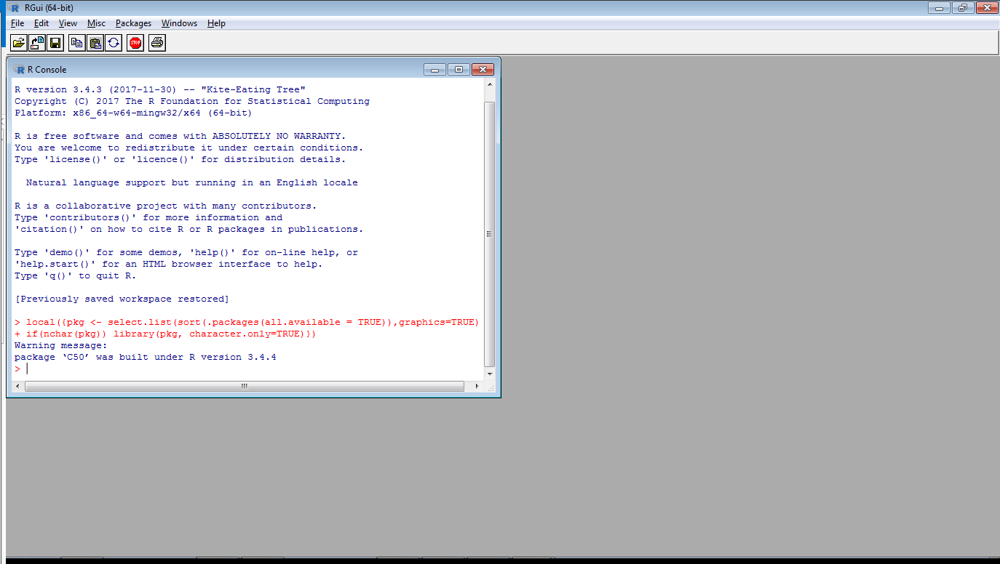 RGui (64-bit)
File Edit View Misc Packages Windows Help
STOP
R Console
R version 3.4.3 (2017-11-30) -- "Kite-Eating Tree"
Copyright (C) 2017 The R Foundation for Statistical Computing
Platform: x86_64-w64-mingw32/x64 (64-bit)
R is free software and comes with ABSOLUTELY NO WARRANTY.
You are welcome to redistribute it under certain conditions.
Type 'license()' or 'licence()' for distribution details.
Natural language support but running in an English locale
R is a collaborative project with many contributors.
Type 'contributors()' for more information and
'citation()' on how to cite R or R packages in publications.
Type 'demo()' for some demos, 'help()' for on-line help, or
'help.start()' for an HTML browser interface to help.
Type 'q()' to quit R.
[Previously saved workspace restored]
> local({pkg <- select.list(sort(.packages(all.available = TRUE)),graphics=TRUE)
+ if(nchar(pkg)) library(pkg, character.only=TRUE)})
Warning message:
package ‘C50’ was built under R version 3.4.4
>